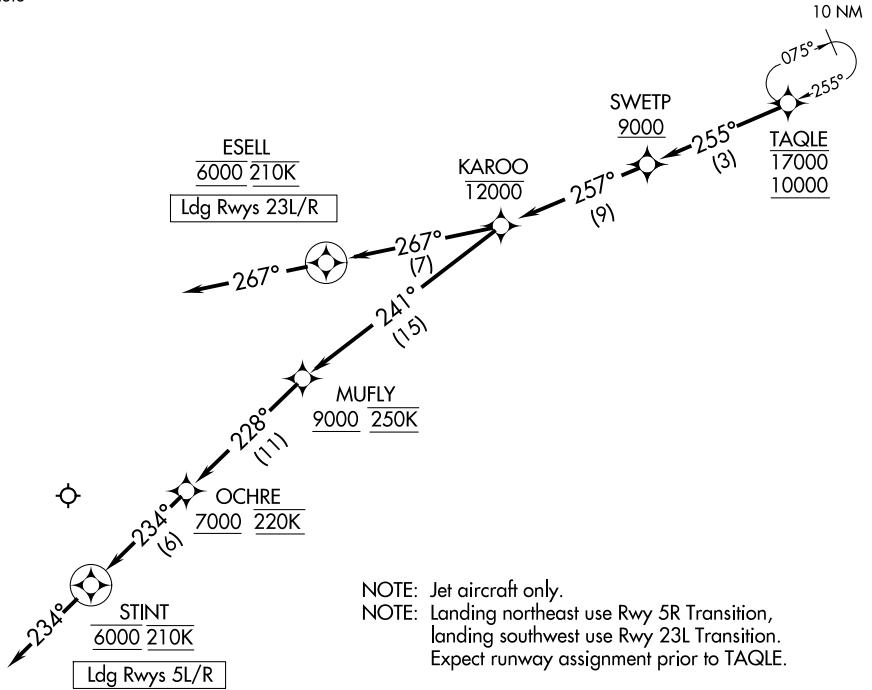 10 NM
075°
255°
SWETP
9000
255°
(3)
TAQLE
17000
10000
ESELL
6000 210K
Ldg Rwys 23L/R
KAROO
12000
257°
(9)
267°
(7)
267°
241°
(15)
MUFLY
9000 250K
228°
(11)
OCHRE
7000 220K
234°
(6)
STINT
6000 210K
Ldg Rwys 5L/R
234°
NOTE: Jet aircraft only.
NOTE: Landing northeast use Rwy 5R Transition,
landing southwest use Rwy 23L Transition.
Expect runway assignment prior to TAQLE.